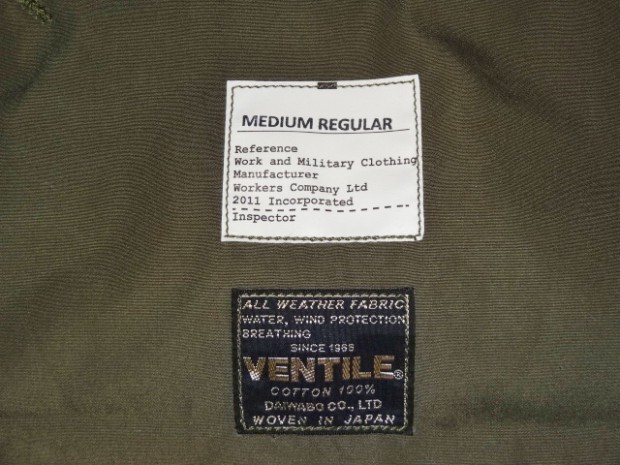 MEDIUM REGULAR
Reference
Work and Military Clothing
Manufacturer
Workers Company Ltd
2011 Incorporated
Inspector
ALL WEATHER FABRIC
WATER, WIND PROTECTION
BREATHING
SINCE 1965
VENTILE®
COTTON 100%
DAIWABO CO., LTD
WOVEN IN JAPAN